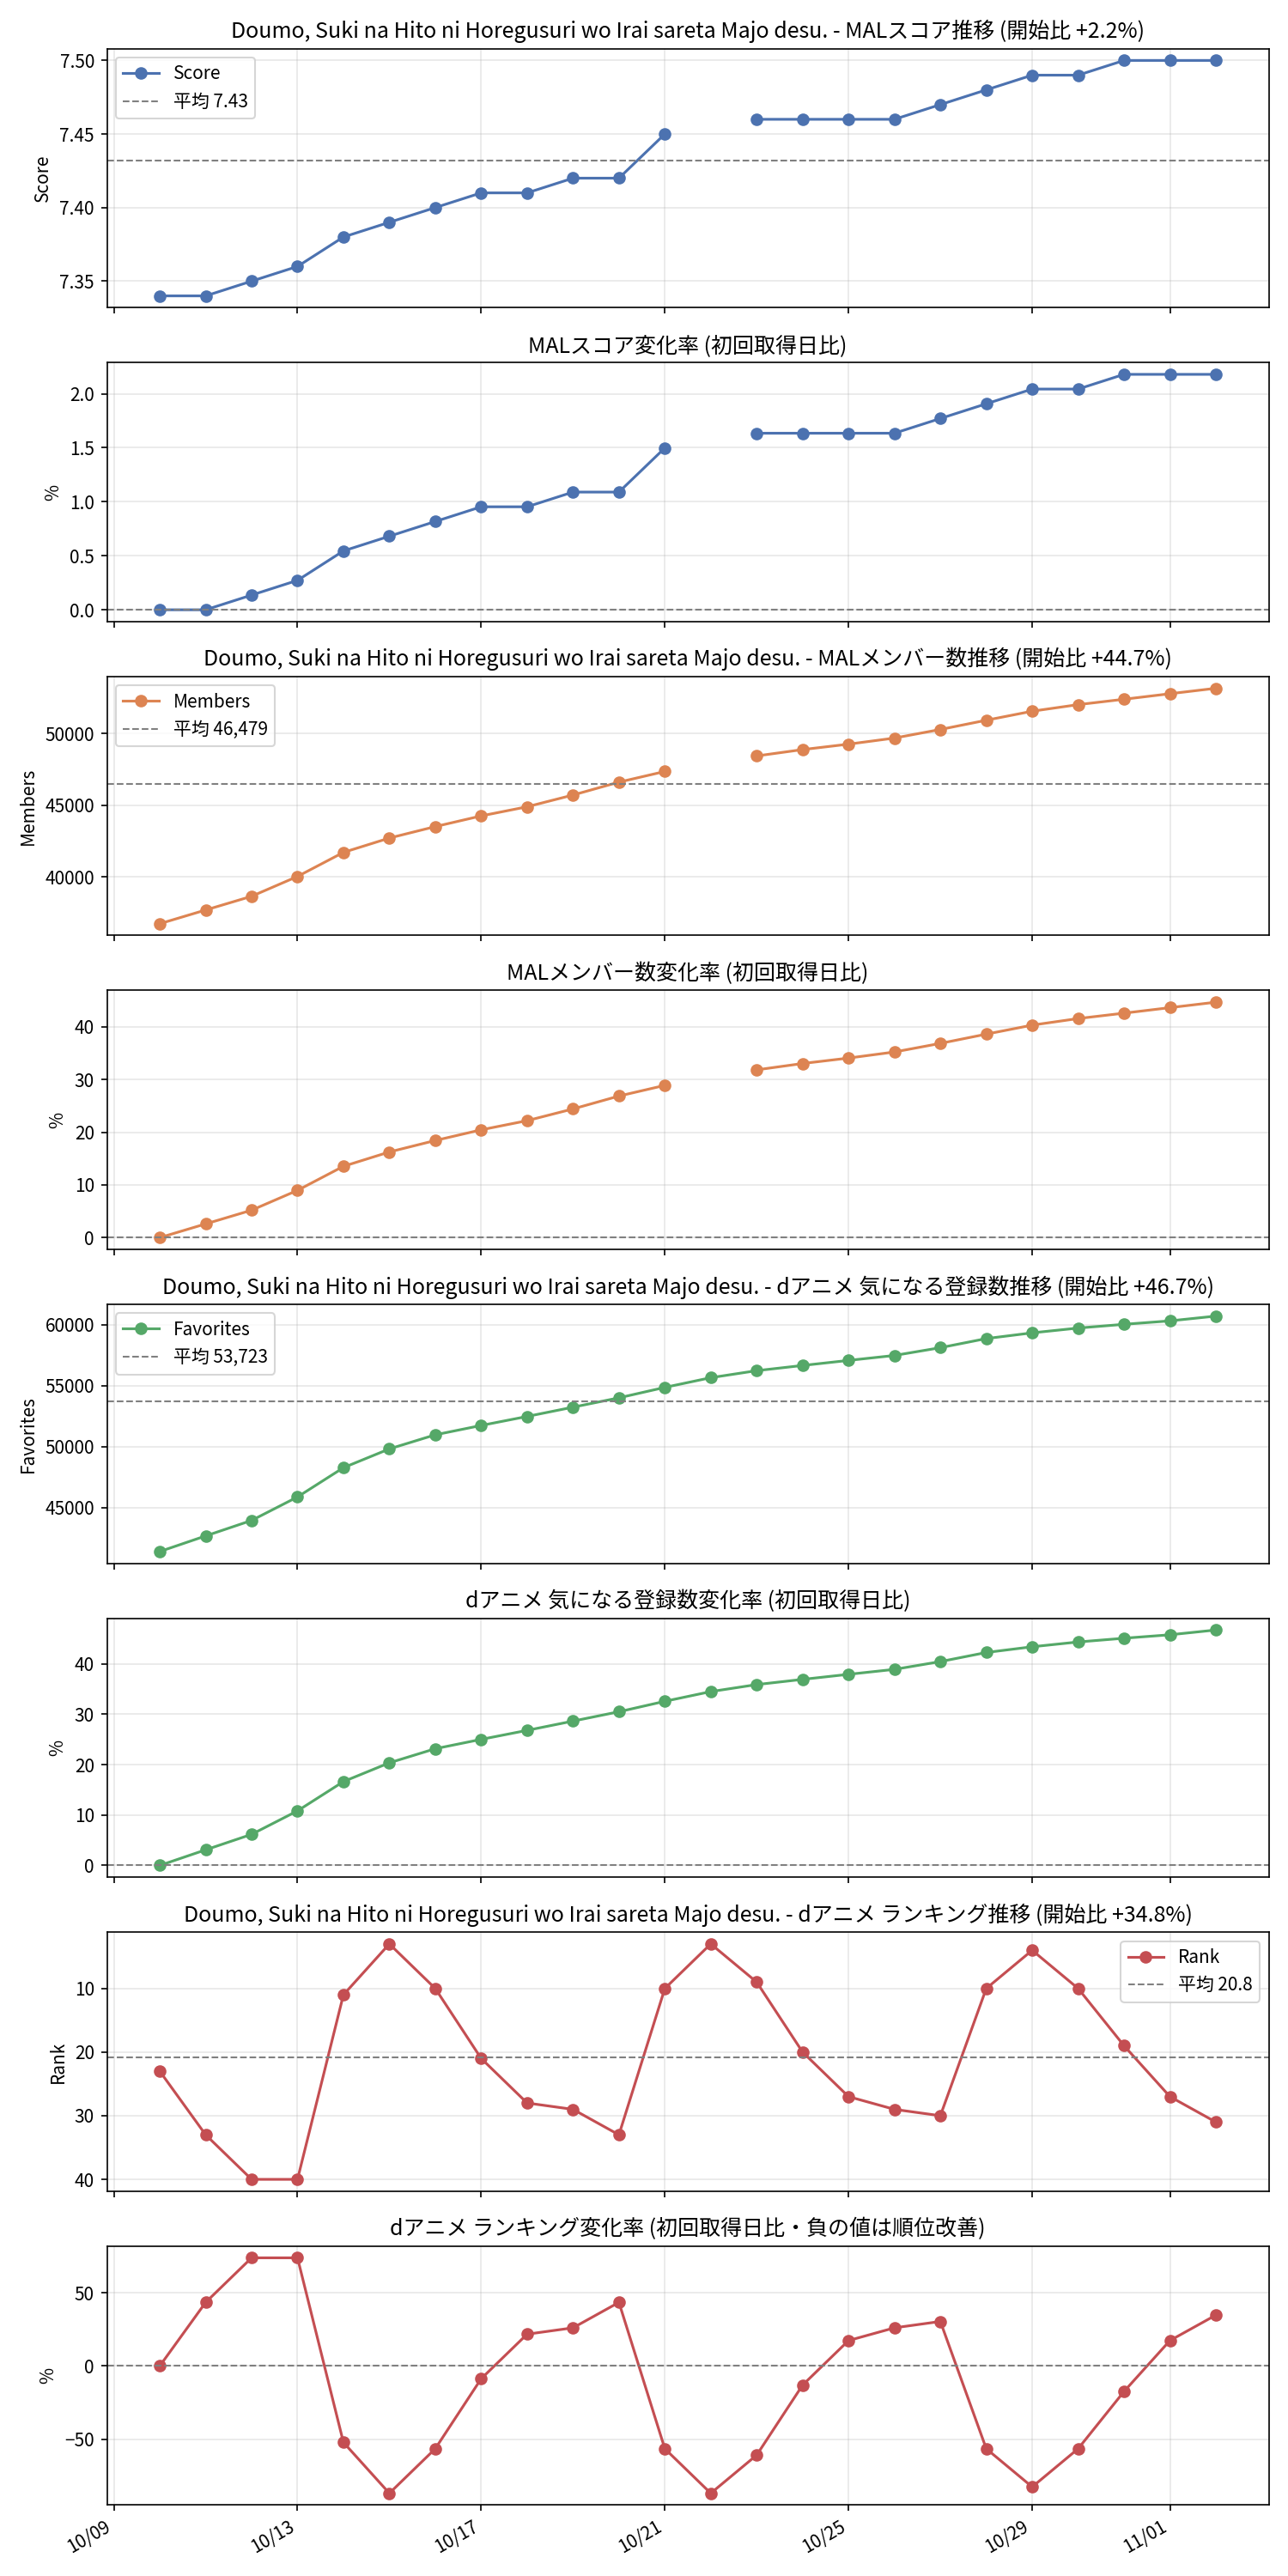 Doumo, Suki na Hito ni Horegusuri wo Irai sareta Majo desu. - MALスコア推移 (開始比 +2.2%)
Score
平均 7.43
Score
7.50
7.45
7.40
7.35
MALスコア変化率 (初回取得日比)
%
2.0
1.5
1.0
0.5
0.0
Doumo, Suki na Hito ni Horegusuri wo Irai sareta Majo desu. - MALメンバー数推移 (開始比 +44.7%)
Members
平均 46,479
Members
50000
45000
40000
MALメンバー数変化率 (初回取得日比)
%
40
30
20
10
0
Doumo, Suki na Hito ni Horegusuri wo Irai sareta Majo desu. - dアニメ 気になる登録数推移 (開始比 +46.7%)
Favorites
平均 53,723
Favorites
60000
55000
50000
45000
dアニメ 気になる登録数変化率 (初回取得日比)
%
40
30
20
10
0
Doumo, Suki na Hito ni Horegusuri wo Irai sareta Majo desu. - dアニメ ランキング推移 (開始比 +34.8%)
Rank
平均 20.8
Rank
10
20
30
40
dアニメ ランキング変化率 (初回取得日比・負の値は順位改善)
%
50
0
−50
10/09
10/13
10/17
10/21
10/25
10/29
11/01